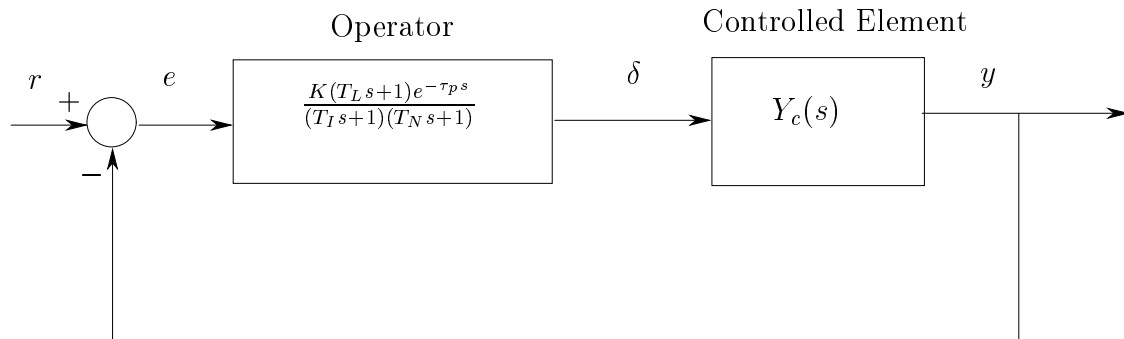 Operator
Controlled Element
r
+
−
e
K(T_L s+1)e^{−τ_p s}
(T_I s+1)(T_N s+1)
δ
Y_c(s)
y